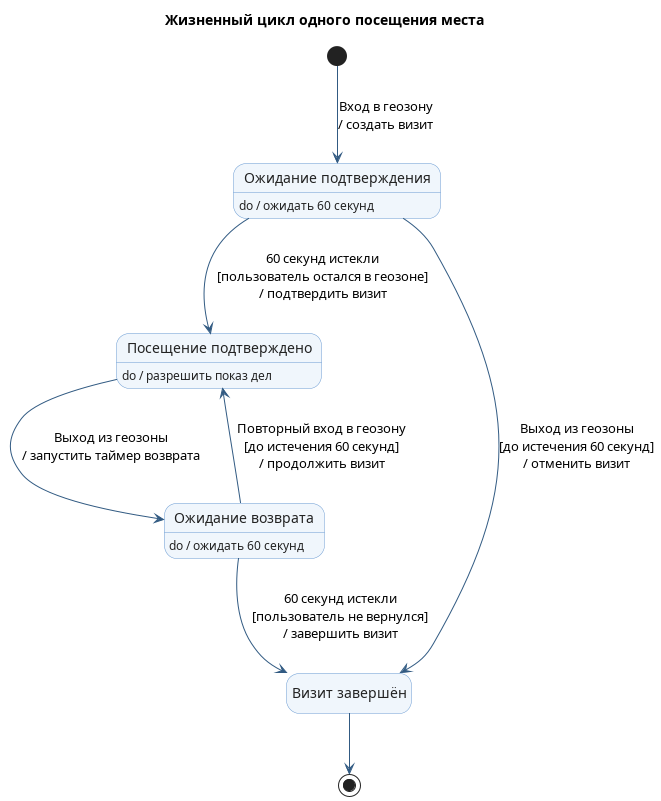 Жизненный цикл одного посещения места
Вход в геозону
/ создать визит
Ожидание подтверждения
do / ожидать 60 секунд
60 секунд истекли
[пользователь остался в геозоне]
/ подтвердить визит
Посещение подтверждено
do / разрешить показ дел
Выход из геозоны
/ запустить таймер возврата
Повторный вход в геозону
[до истечения 60 секунд]
/ продолжить визит
Выход из геозоны
[до истечения 60 секунд]
/ отменить визит
Ожидание возврата
do / ожидать 60 секунд
60 секунд истекли
[пользователь не вернулся]
/ завершить визит
Визит завершён